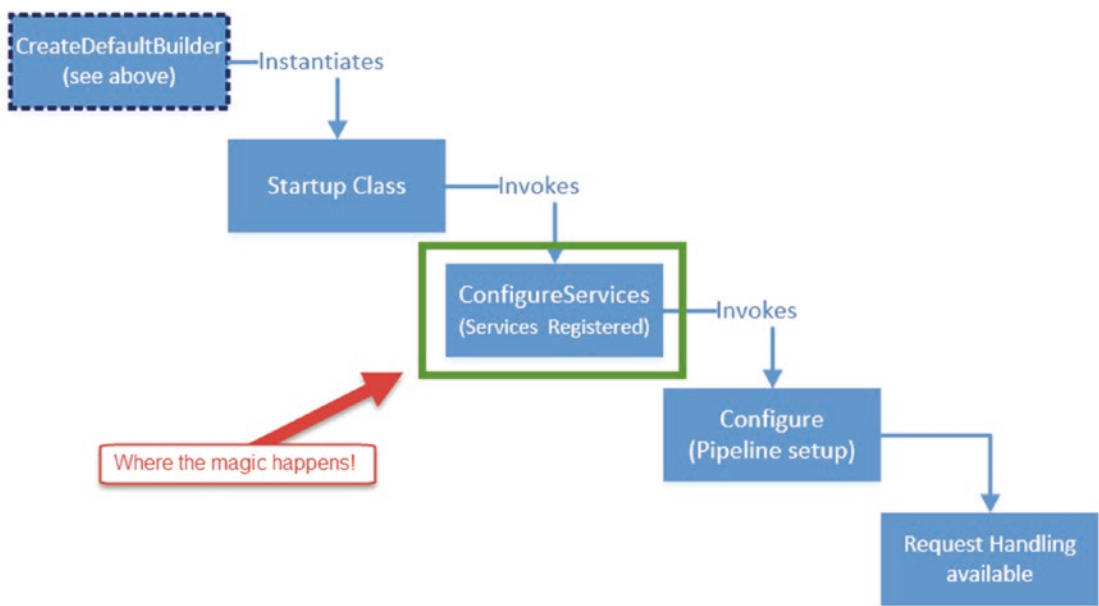 CreateDefaultBuilder
(see above)
Instantiates
Startup Class
Invokes
ConfigureServices
(Services Registered)
Invokes
Configure
(Pipeline setup)
Where the magic happens!
Request Handling
available